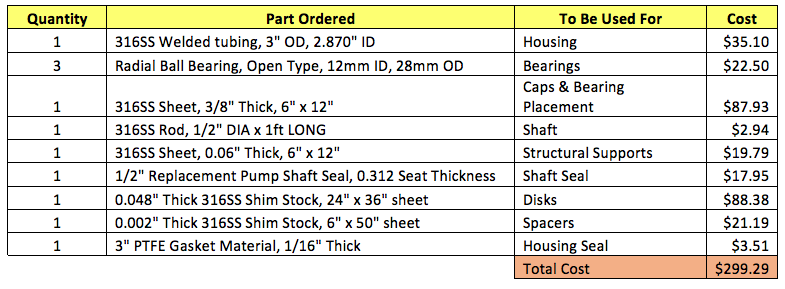 Quantity Part Ordered To Be Used For Cost
1 316SS Welded tubing, 3" OD, 2.870" ID Housing $35.10
3 Radial Ball Bearing, Open Type, 12mm ID, 28mm OD Bearings $22.50
Caps & Bearing
1 316SS Sheet, 3/8" Thick, 6" x 12" Placement $87.93
1 316SS Rod, 1/2" DIA x 1ft LONG Shaft $2.94
1 316SS Sheet, 0.06" Thick, 6" x 12" Structural Supports $19.79
1 1/2" Replacement Pump Shaft Seal, 0.312 Seat Thickness Shaft Seal $17.95
1 0.048" Thick 316SS Shim Stock, 24" x 36" sheet Disks $88.38
1 0.002" Thick 316SS Shim Stock, 6" x 50" sheet Spacers $21.19
1 3" PTFE Gasket Material, 1/16" Thick Housing Seal $3.51
Total Cost $299.29